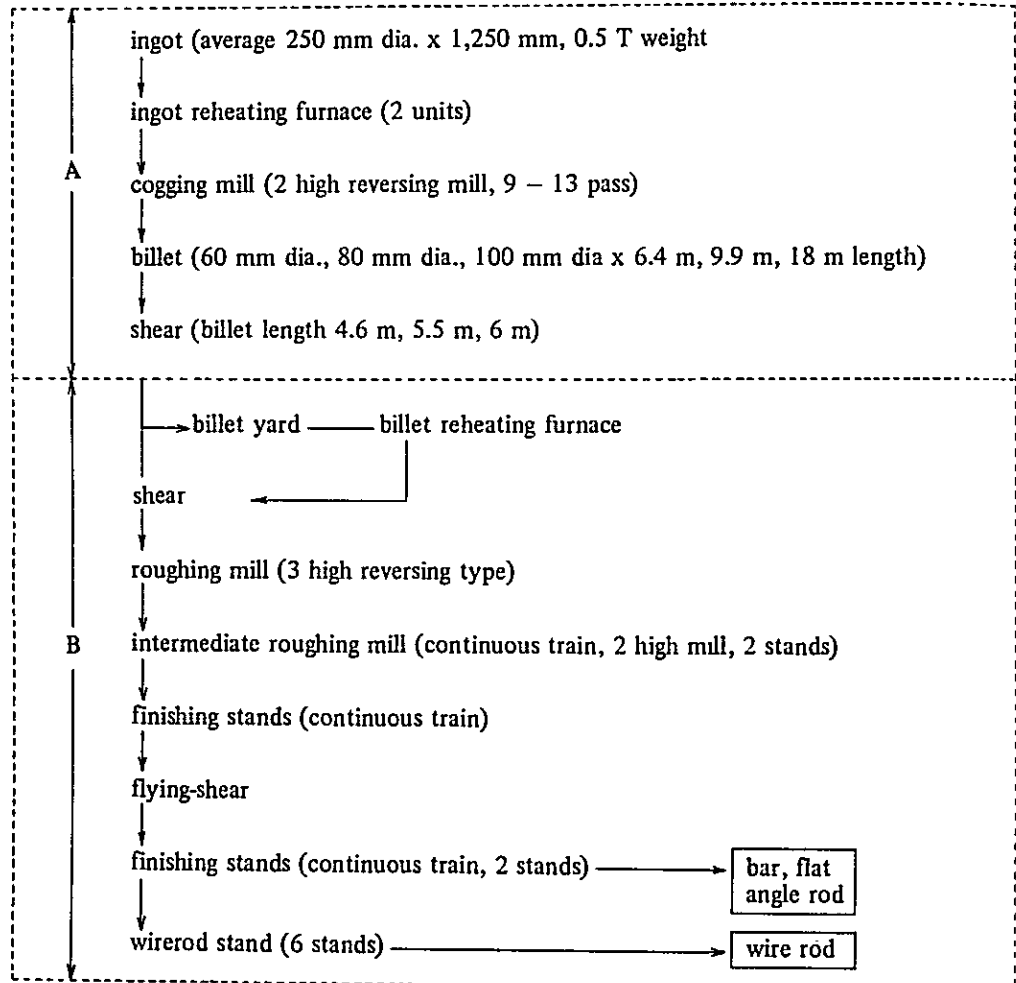 ingot (average 250 mm dia. x 1,250 mm, 0.5 T weight
ingot reheating furnace (2 units)
A
cogging mill (2 high reversing mill, 9 – 13 pass)
billet (60 mm dia., 80 mm dia., 100 mm dia x 6.4 m, 9.9 m, 18 m length)
shear (billet length 4.6 m, 5.5 m, 6 m)
billet yard billet reheating furnace
shear
roughing mill (3 high reversing type)
B
intermediate roughing mill (continuous train, 2 high mill, 2 stands)
finishing stands (continuous train)
flying-shear
finishing stands (continuous train, 2 stands)
bar, flat
angle rod
wirerod stand (6 stands)
wire rod